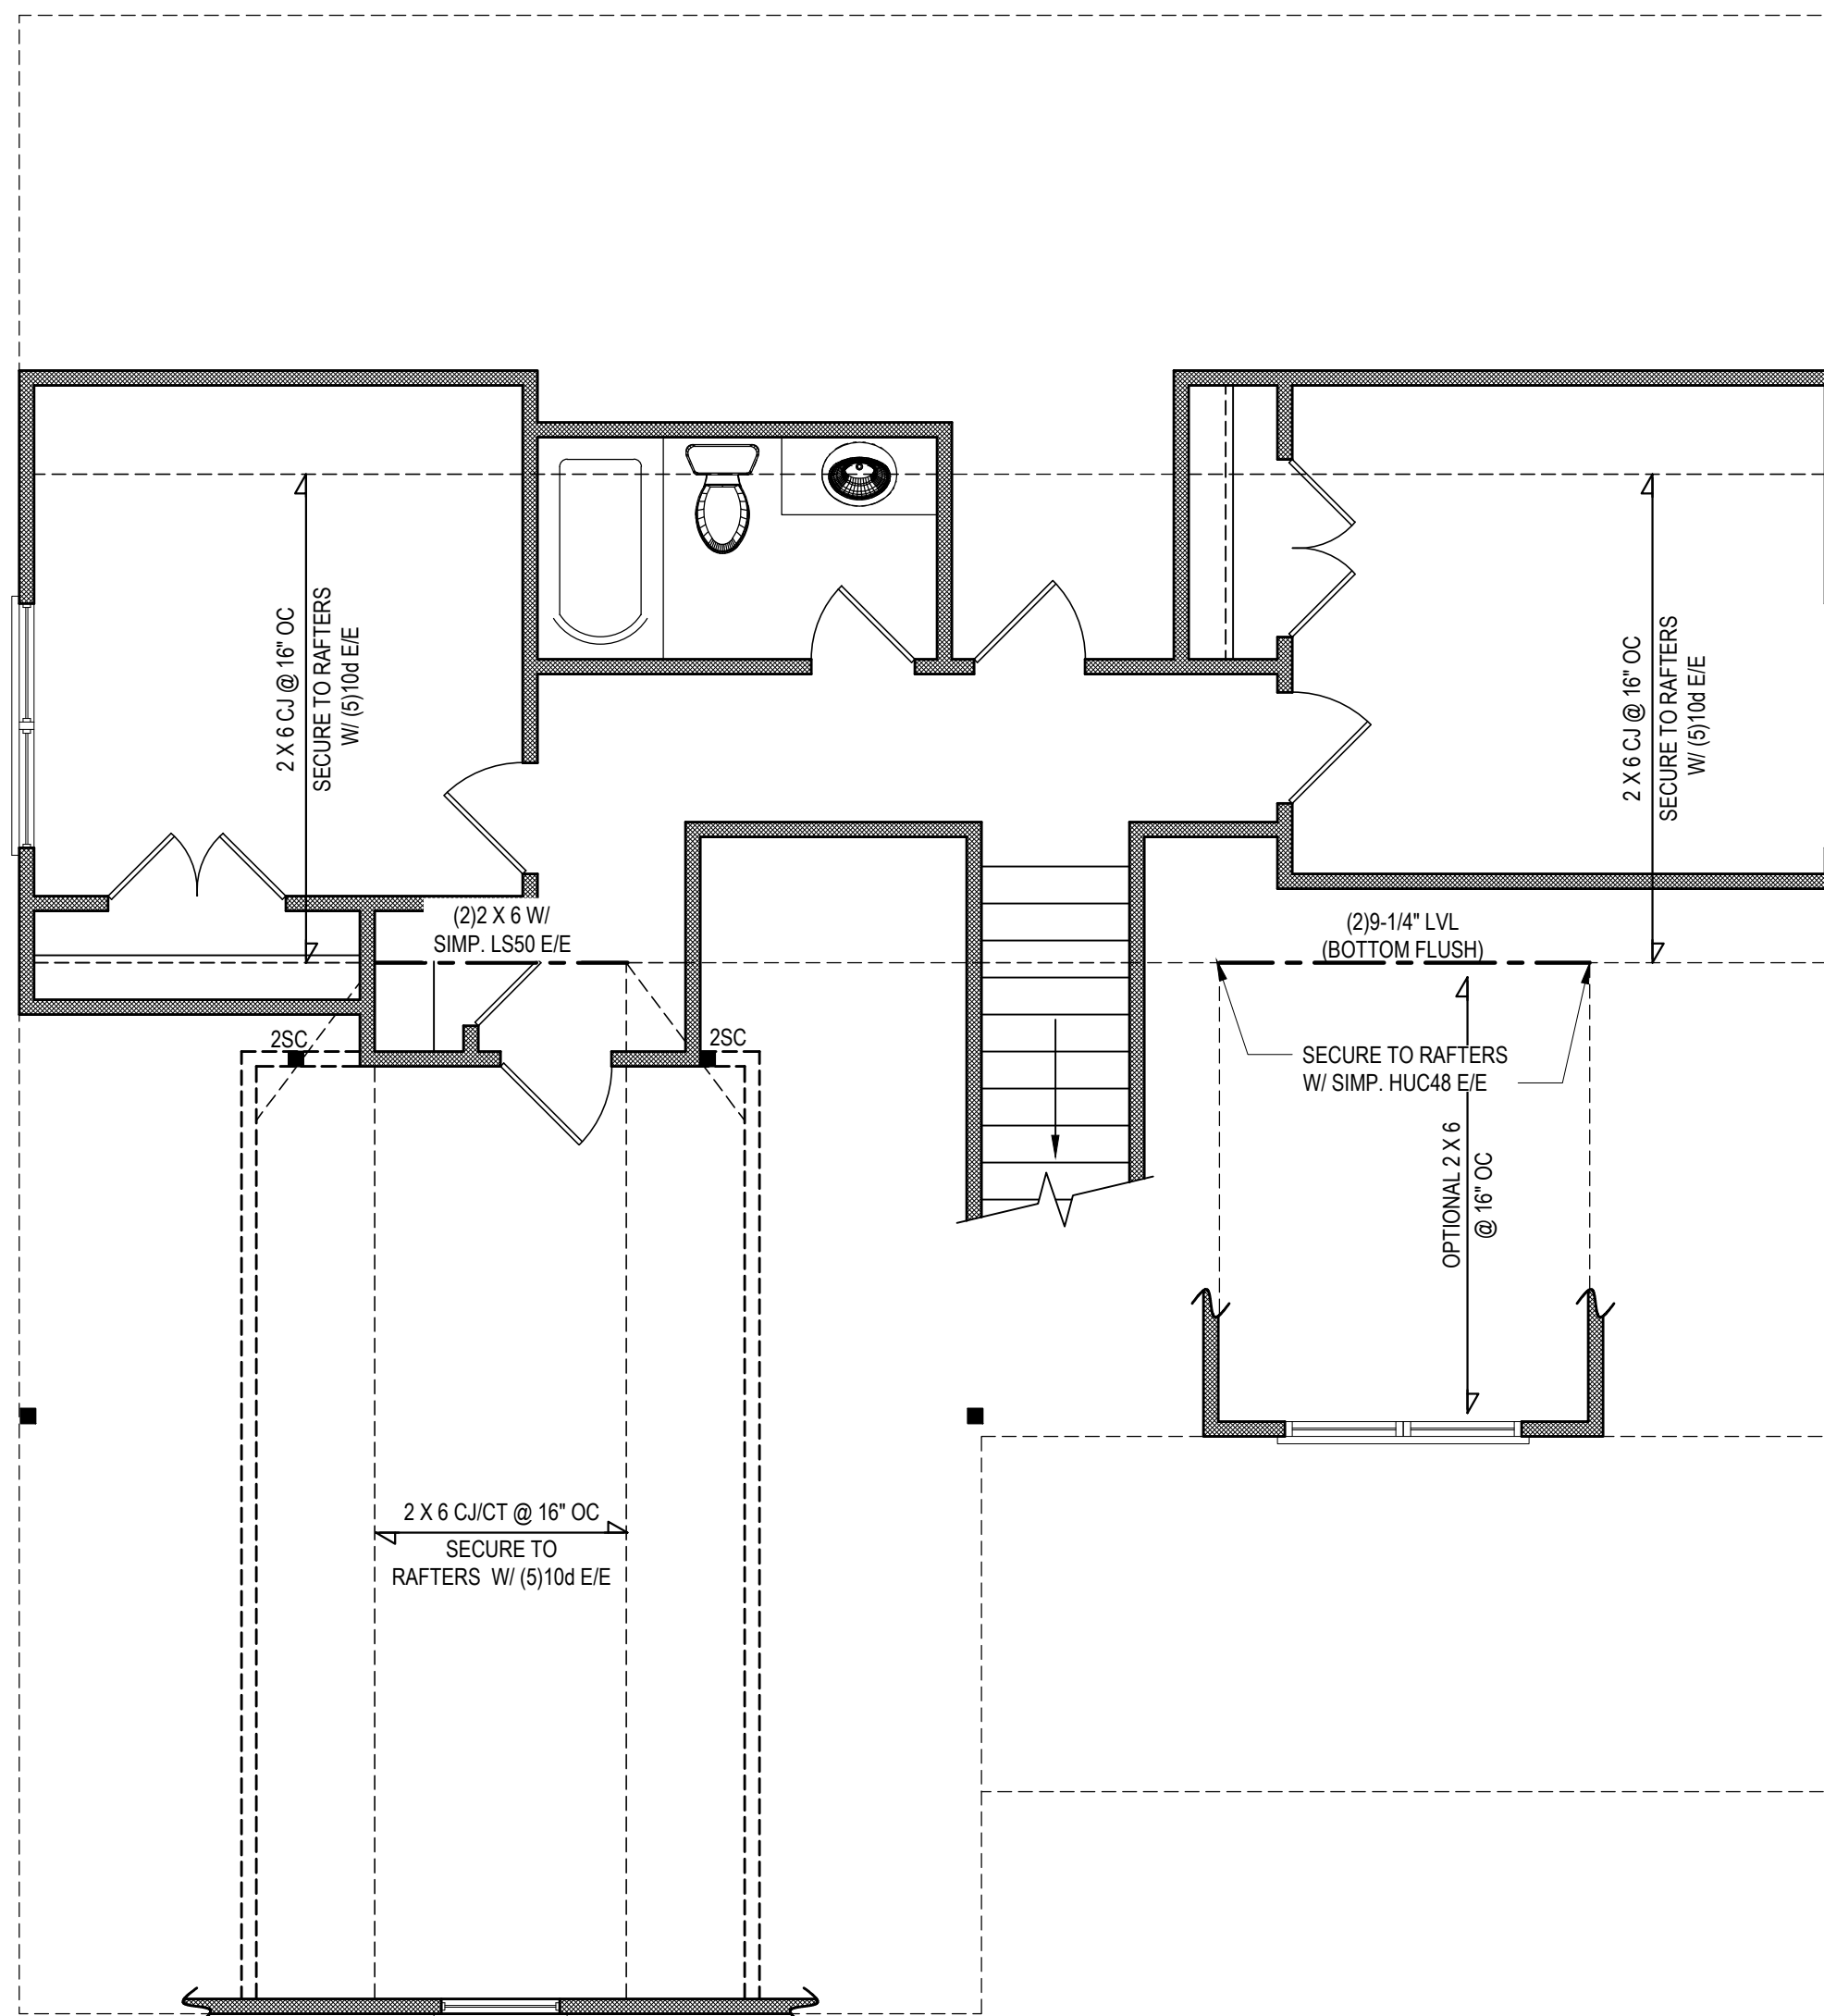 2 X 6 CJ @ 16" OC
SECURE TO RAFTERS
W/ (5)10d E/E
2 X 6 CJ @ 16" OC
SECURE TO RAFTERS
W/ (5)10d E/E
(2)2 X 6 W/
SIMP. LS50 E/E
(2)9-1/4" LVL
(BOTTOM FLUSH)
2SC
2SC
SECURE TO RAFTERS
W/ SIMP. HUC48 E/E
OPTIONAL 2 X 6
@ 16" OC
2 X 6 CJ/CT @ 16" OC
SECURE TO
RAFTERS W/ (5)10d E/E